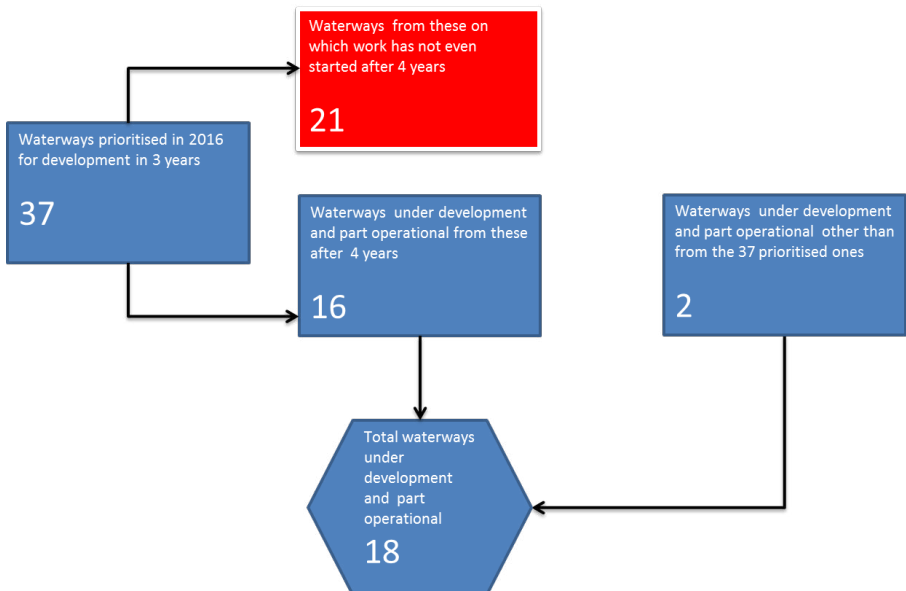 Waterways from these on
which work has not even
started after 4 years
21
Waterways prioritised in 2016
for development in 3 years
37
Waterways under development
and part operational from these
after 4 years
16
Waterways under development
and part operational other than
from the 37 prioritised ones
2
Total waterways
under
development
and part
operational
18